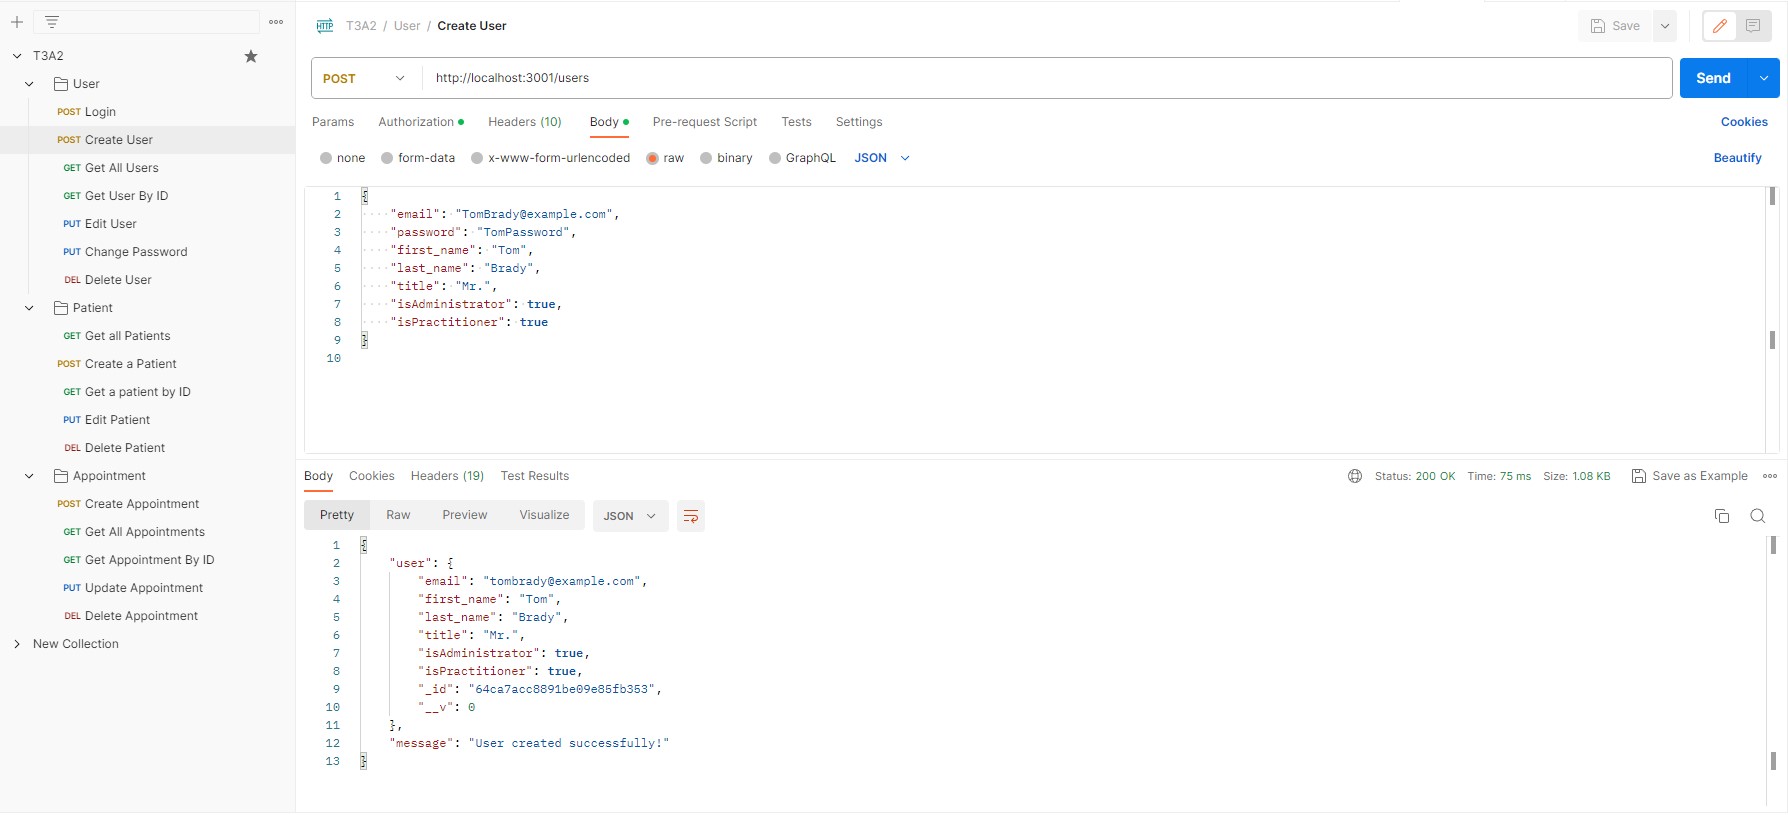 T3A2
User
POST Login
POST Create User
GET Get All Users
GET Get User By ID
PUT Edit User
PUT Change Password
DEL Delete User
Patient
GET Get all Patients
POST Create a Patient
GET Get a patient by ID
PUT Edit Patient
DEL Delete Patient
Appointment
POST Create Appointment
GET Get All Appointments
GET Get Appointment By ID
PUT Update Appointment
DEL Delete Appointment
New Collection
HTTP T3A2 / User / Create User
Save
POST http://localhost:3001/users
Send
Params Authorization Headers (10) Body Pre-request Script Tests Settings Cookies
none form-data x-www-form-urlencoded raw binary GraphQL JSON Beautify
1 {
2 "email": "TomBrady@example.com",
3 "password": "TomPassword",
4 "first_name": "Tom",
5 "last_name": "Brady",
6 "title": "Mr.",
7 "isAdministrator": true,
8 "isPractitioner": true
9 }
10
Body Cookies Headers (19) Test Results Status: 200 OK Time: 75 ms Size: 1.08 KB Save as Example
Pretty Raw Preview Visualize JSON
1 {
2 "user": {
3 "email": "tombrady@example.com",
4 "first_name": "Tom",
5 "last_name": "Brady",
6 "title": "Mr.",
7 "isAdministrator": true,
8 "isPractitioner": true,
9 "_id": "64ca7acc8891be09e85fb353",
10 "__v": 0
11 },
12 "message": "User created successfully!"
13 }